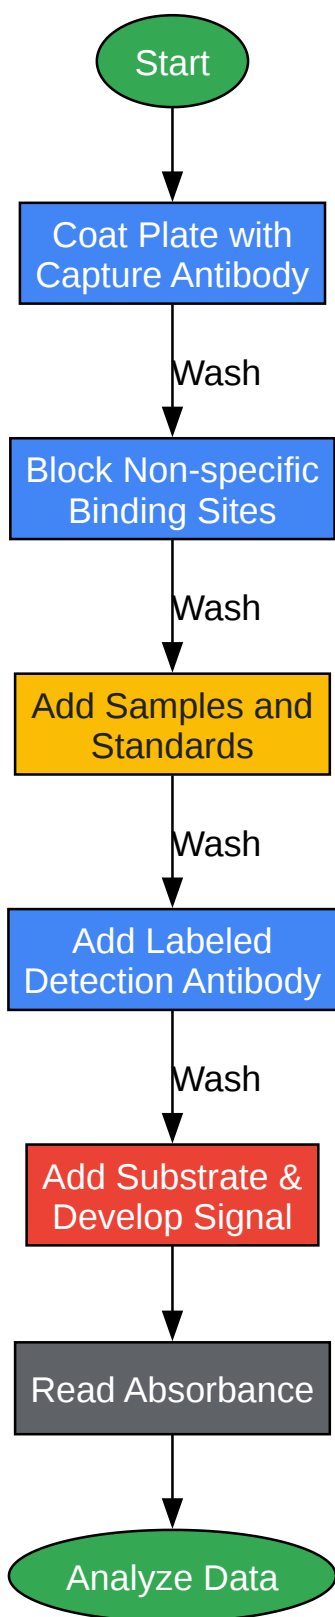 Start
Coat Plate with
Capture Antibody
Wash
Block Non-specific
Binding Sites
Wash
Add Samples and
Standards
Wash
Add Labeled
Detection Antibody
Wash
Add Substrate &
Develop Signal
Read Absorbance
Analyze Data